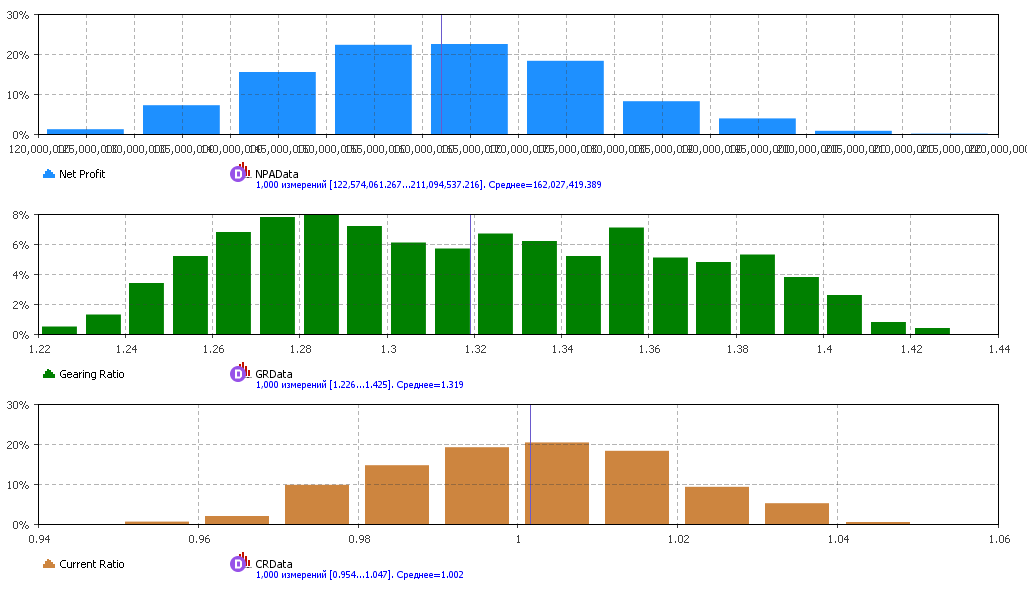 30%
20%
10%
0%
Net Profit
NPAData
1,000 измерений [122,574,061.267...211,094,537.216]. Среднее=162,027,419.389
8%
6%
4%
2%
0%
1.22 1.24 1.26 1.28 1.3 1.32 1.34 1.36 1.38 1.4 1.42 1.44
Gearing Ratio
GRData
1,000 измерений [1.226...1.425]. Среднее=1.319
30%
20%
10%
0%
0.94 0.96 0.98 1 1.02 1.04 1.06
Current Ratio
CRData
1,000 измерений [0.954...1.047]. Среднее=1.002